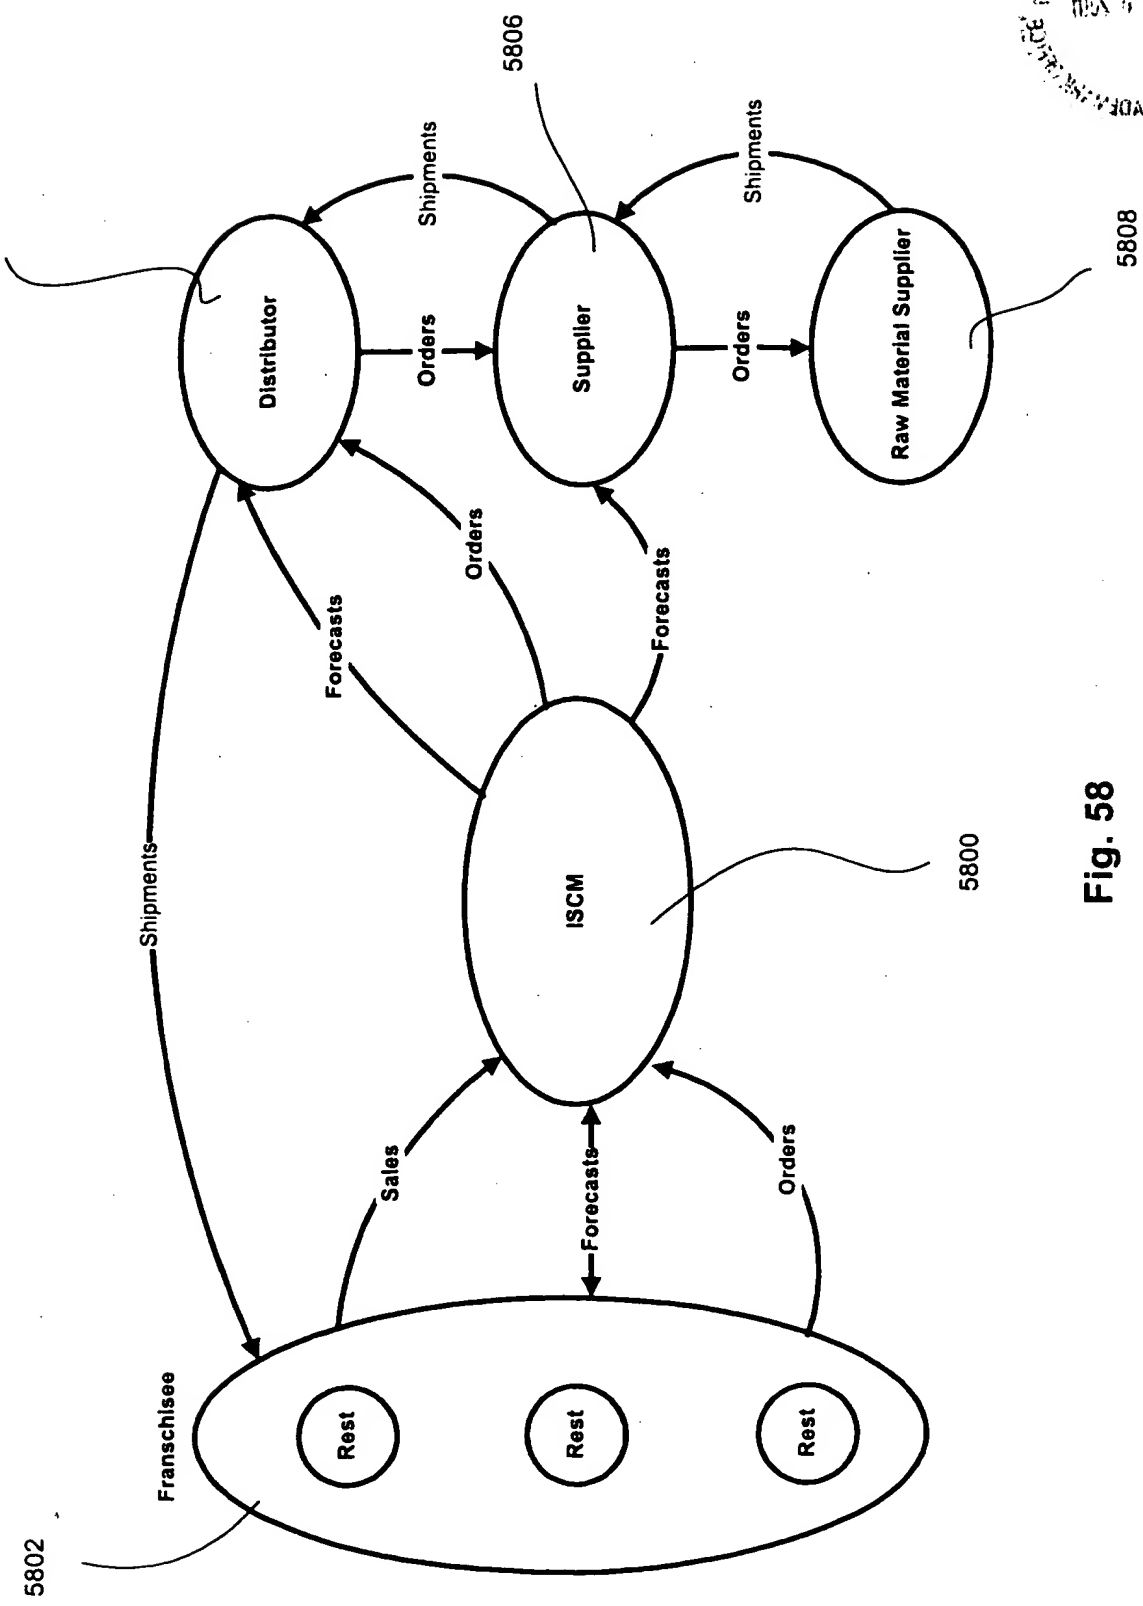 5802
Franschisee
Rest
Rest
Rest
Shipments
Sales
Forecasts
Orders
ISCM
5800
Forecasts
Orders
Forecasts
Distributor
Orders
Shipments
Supplier
5806
Orders
Shipments
Raw Material Supplier
5808
Fig. 58